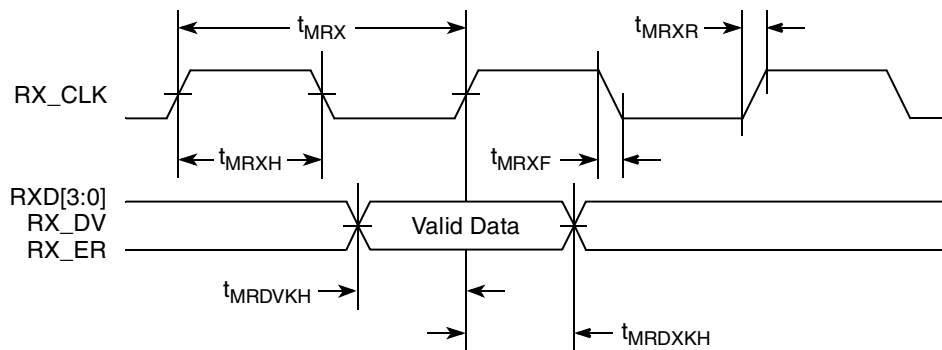 tMRX
tMRXR
RX_CLK
tMRXH
tMRXF
RXD[3:0]
RX_DV
Valid Data
RX_ER
tMRDVKH
tMRDXKH